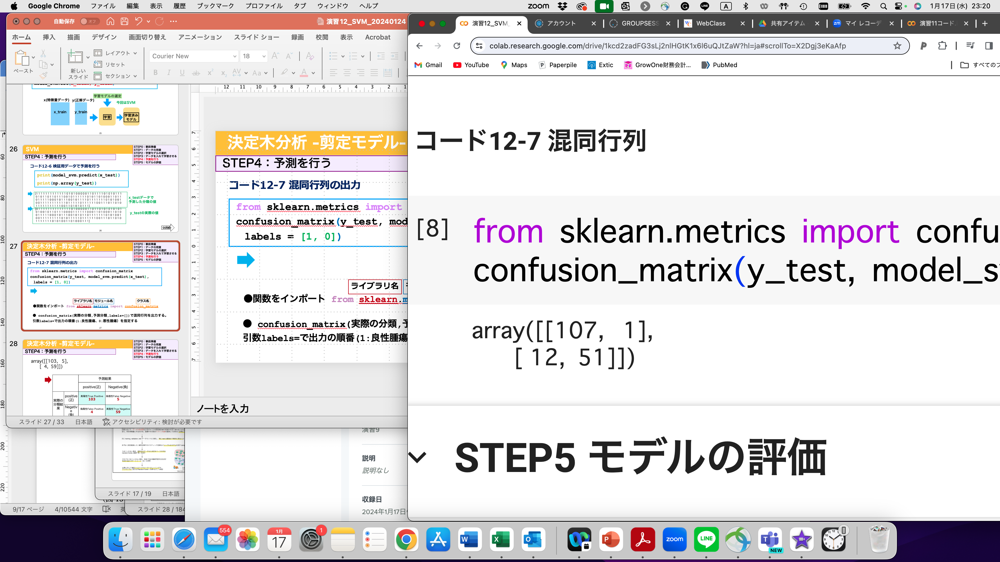 Google Chrome ファイル 編集 表示 履歴 ブックマーク プロファイル タブ ウィンドウ ヘルプ
zoom LINE A 1月17日(水) 23:20
自動保存 オフ
演習12_SVM_20240124
ホーム 挿入 描画 デザイン 画面切り替え アニメーション スライド ショー 録画 校閲 表示 Acrobat
ペースト
新しい
スライド
レイアウト
リセット
セクション
Courier New 18
学習モデルの選定
x(特徴量データ) y(正解データ)
今回はSVM
x_train y_train
学習
学習済み
モデル
25
26
SVM
STEP4：予測を行う
STEP0：事前準備
STEP1：データの用意
STEP2：学習モデルの選択
STEP3：データを入れて学習させる
STEP4：予測を行う
STEP5：モデルの評価
コード12-6 検証用データで予測を行う
print(model_svm.predict(x_test))
print(np.array(y_test))
x_testデータで
予測した分類の値
y_testの実際の値
colab
26
27
決定木分析 -剪定モデル-
STEP4：予測を行う
STEP0：事前準備
STEP1：データの用意
STEP2：学習モデルの選択
STEP3：データを入れて学習させる
STEP4：予測を行う
STEP5：モデルの評価
コード12-7 混同行列の出力
from sklearn.metrics import confusion_matrix
confusion_matrix(y_test, model_svm.predict(x_test),
labels = [1, 0])
ライブラリ名 モジュール名 クラス名
●関数をインポート from sklearn.metrics import confusion_matrix
● confusion_matrix(実際の分類,予測分類,labels=[])で混同行列を出力する。
引数labels=で出力の順番(1:良性腫瘍、0:悪性腫瘍）を指定する
27
28
決定木分析 -剪定モデル-
STEP4：予測を行う
STEP0：事前準備
STEP1：データの用意
STEP2：学習モデルの選択
STEP3：データを入れて学習させる
STEP4：予測を行う
STEP5：モデルの評価
array([[103, 5],
[ 4, 59]])
予測結果
positive(正) Negative(負)
実際の分類結果
positive(正)
真陽性True Positive
103
偽陰性False Negative
5
Negative(負)
偽陽性False Positive
4
真陰性True Negative
59
12 11 10 9 8 7 6 5 4 3 2 1
決定木分析 -剪定モデル-
STEP4：予測を行う
コード12-7 混同行列の出力
from sklearn.metrics import
confusion_matrix(y_test, mod
labels = [1, 0])
ライブラリ名
●関数をインポート from sklearn.m
● confusion_matrix(実際の分類,予
引数labels=で出力の順番(1:良性腫瘍
ノートを入力
スライド 27 / 33 日本語 アクセシビリティ: 検討が必要です
演習9
説明
説明なし
収録日
2024年1月17日
スライド 17 / 19 日本語
9/17 ページ 4/10544 文字 英
スライド 28 / 184
演習12_SVM_ アカウント GROUPSESS WebClass 共有アイテム マイ レコーデ 演習11コード.
colab.research.google.com/drive/1kcd2zadFG3sLj2nlHGtK1x6l6uQJtZaW?hl=ja#scrollTo=X2Dgj3eKaAfp
Gmail YouTube Maps Paperpile Extic GrowOne財務会計... PubMed すべてのブ
コード12-7 混同行列
[8] from sklearn.metrics import confu
confusion_matrix(y_test, model_s
array([[107, 1],
[ 12, 51]])
STEP5 モデルの評価
554
1月
17
1
zoom
LINE
NEW